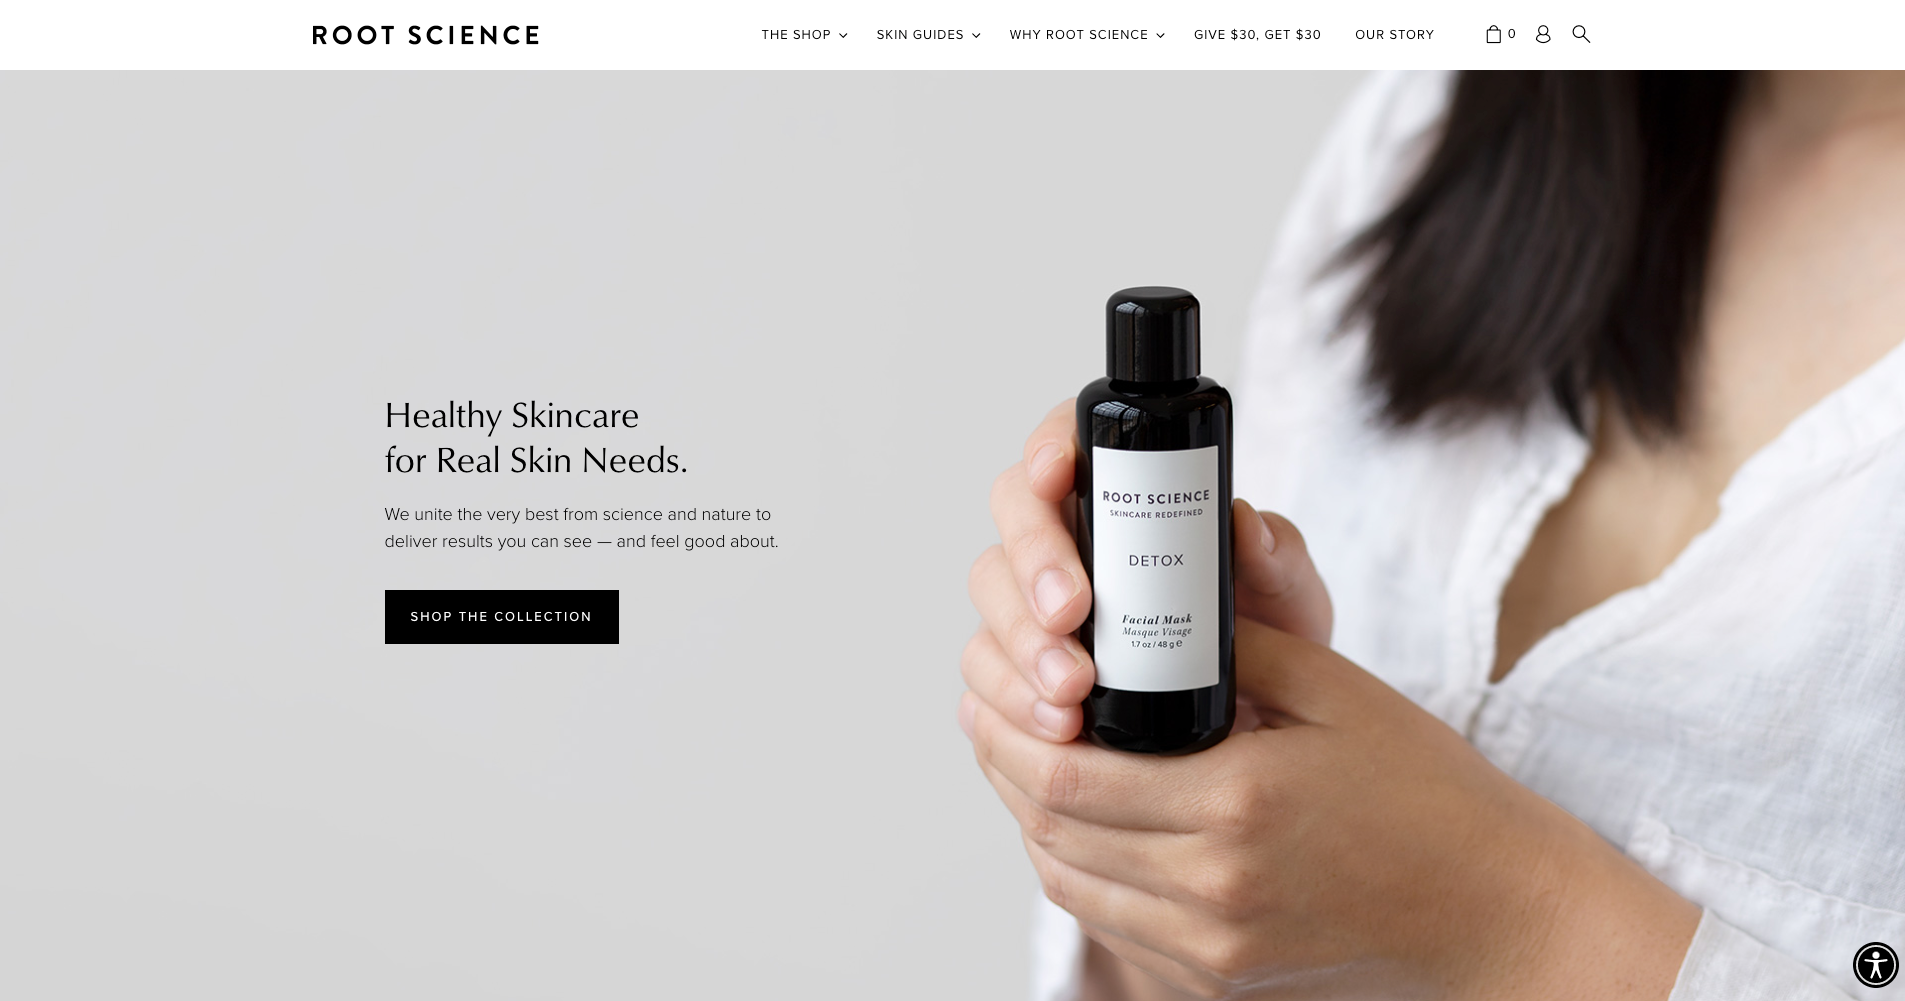 ROOT SCIENCE
THE SHOP
SKIN GUIDES
WHY ROOT SCIENCE
GIVE $30, GET $30
OUR STORY
0
Healthy Skincare
for Real Skin Needs.
We unite the very best from science and nature to
deliver results you can see — and feel good about.
SHOP THE COLLECTION
ROOT SCIENCE
SKINCARE REDEFINED
DETOX
Facial Mask
Masque Visage
1.7 oz / 48 g ℮